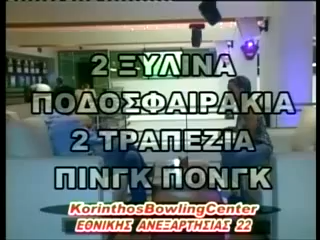 2 ΞΥΛΙΝΑ
ΠΟΔΟΣΦΑΙΡΑΚΙΑ
2 ΤΡΑΠΕΖΙΑ
ΠΙΝΓΚ ΠΟΝΓΚ
KorinthosBowlingCenter
ΕΘΝΙΚΗΣ ΑΝΕΞΑΡΤΗΣΙΑΣ 22